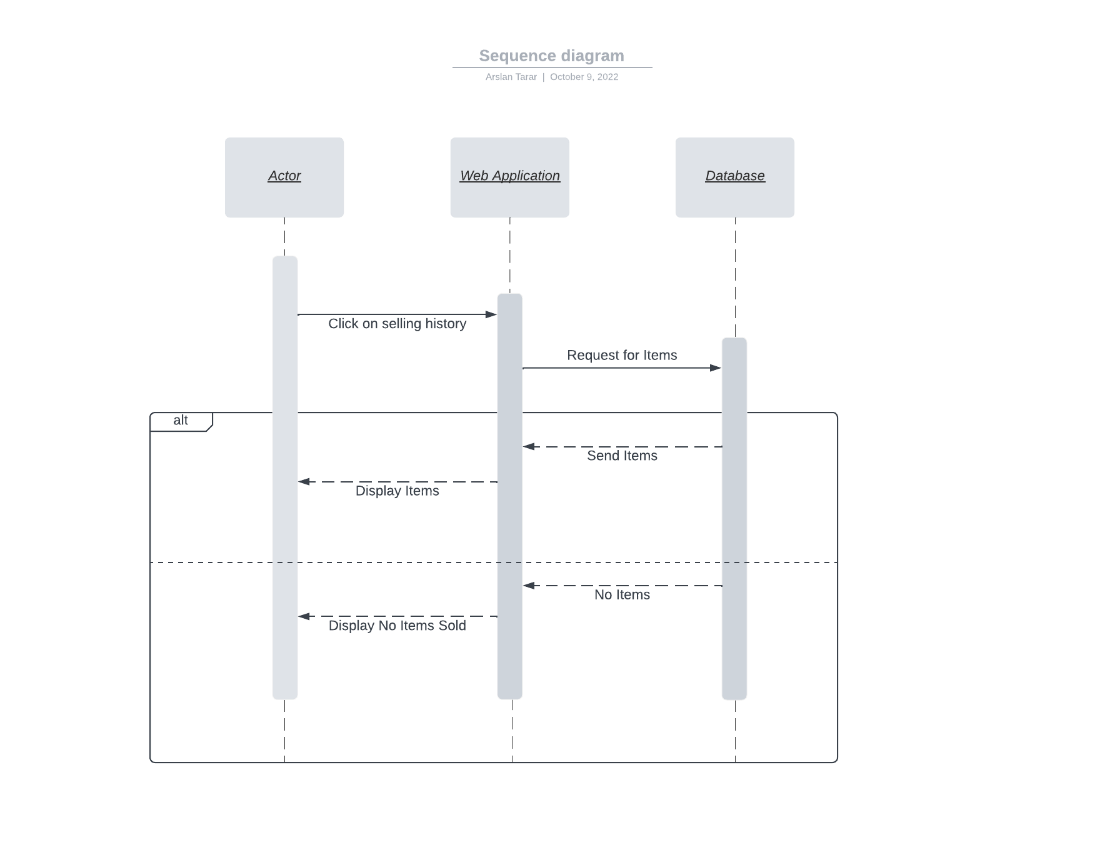 Sequence diagram
Arslan Tarar | October 9, 2022
Actor
Web Application
Database
Click on selling history
Request for Items
alt
Send Items
Display Items
No Items
Display No Items Sold